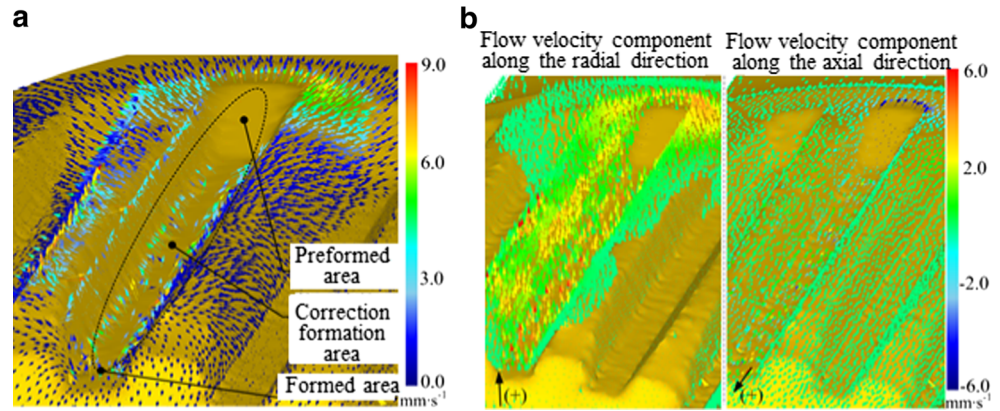 a
9.0
6.0
3.0
0.0
mm·s⁻¹
Preformed
area
Correction
formation
area
Formed area
b
Flow velocity component
along the radial direction
Flow velocity component
along the axial direction
6.0
2.0
-2.0
-6.0
mm·s⁻¹
(+)
(+)